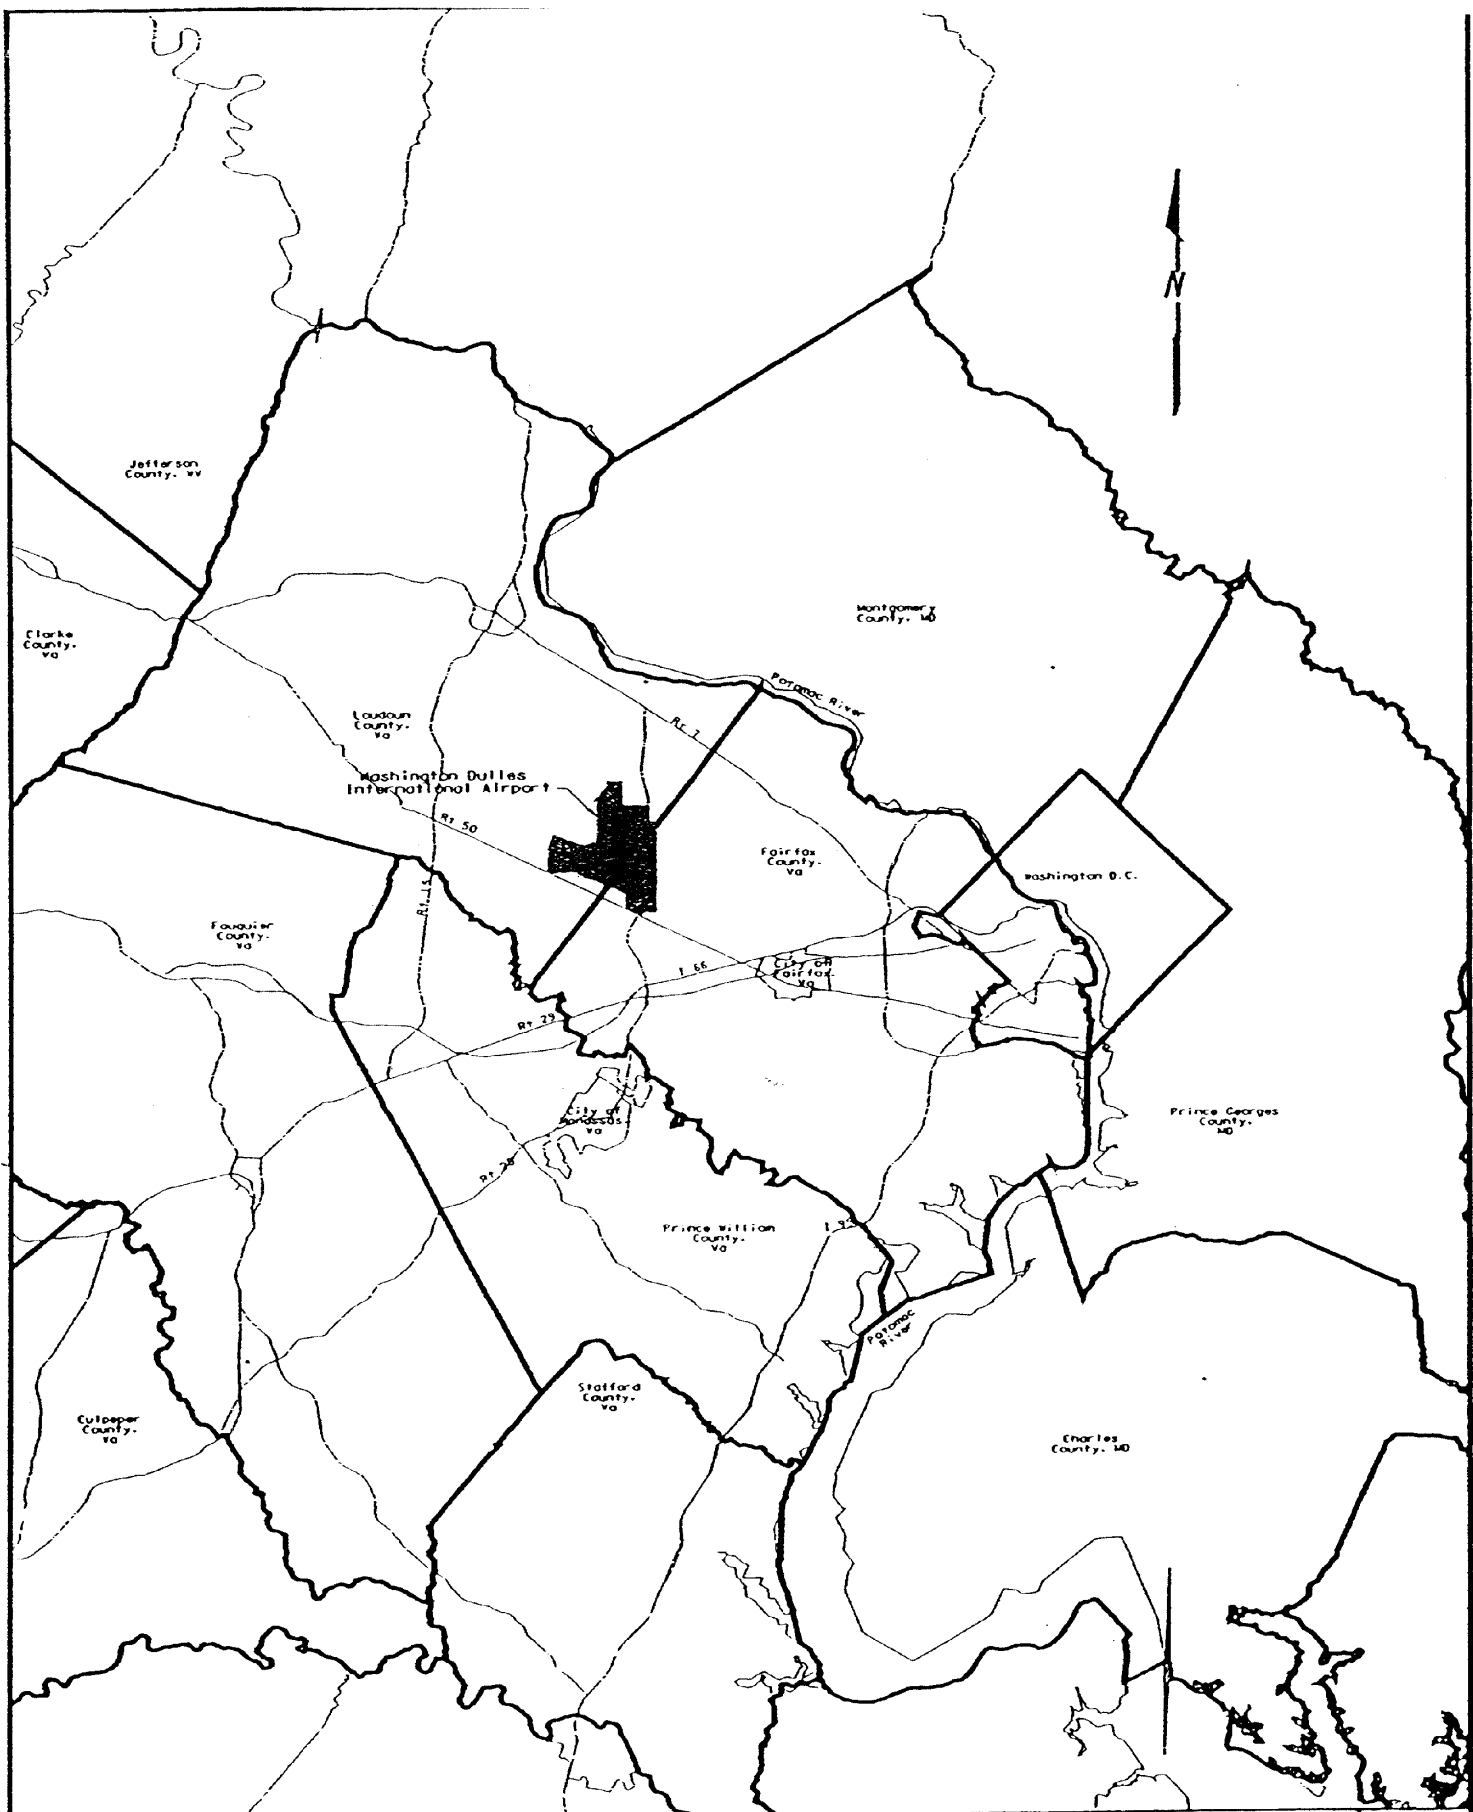 N
Jefferson
County, WV
Montgomery
County, MD
Clarke
County,
Va
Potomac River
Loudoun
County,
Va
Rt 7
Washington Dulles
International Airport
Rt 50
Fairfax
County,
Va
Washington D.C.
Rt 15
Fauquier
County,
Va
I 66
City of
Fairfax,
Va
Rt 29
City of
Manassas,
Va
Prince Georges
County,
MD
Rt 28
Prince William
County,
Va
I 95
Potomac
River
Stafford
County,
Va
Culpeper
County,
Va
Charles
County, MD